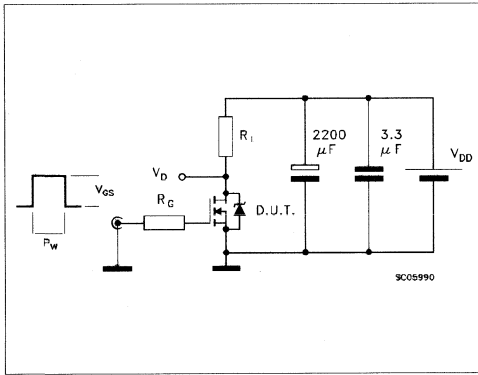 R_L
2200
μF
3.3
μF
V_DD
V_D
V_GS
R_G
D.U.T.
P_W
SC05990